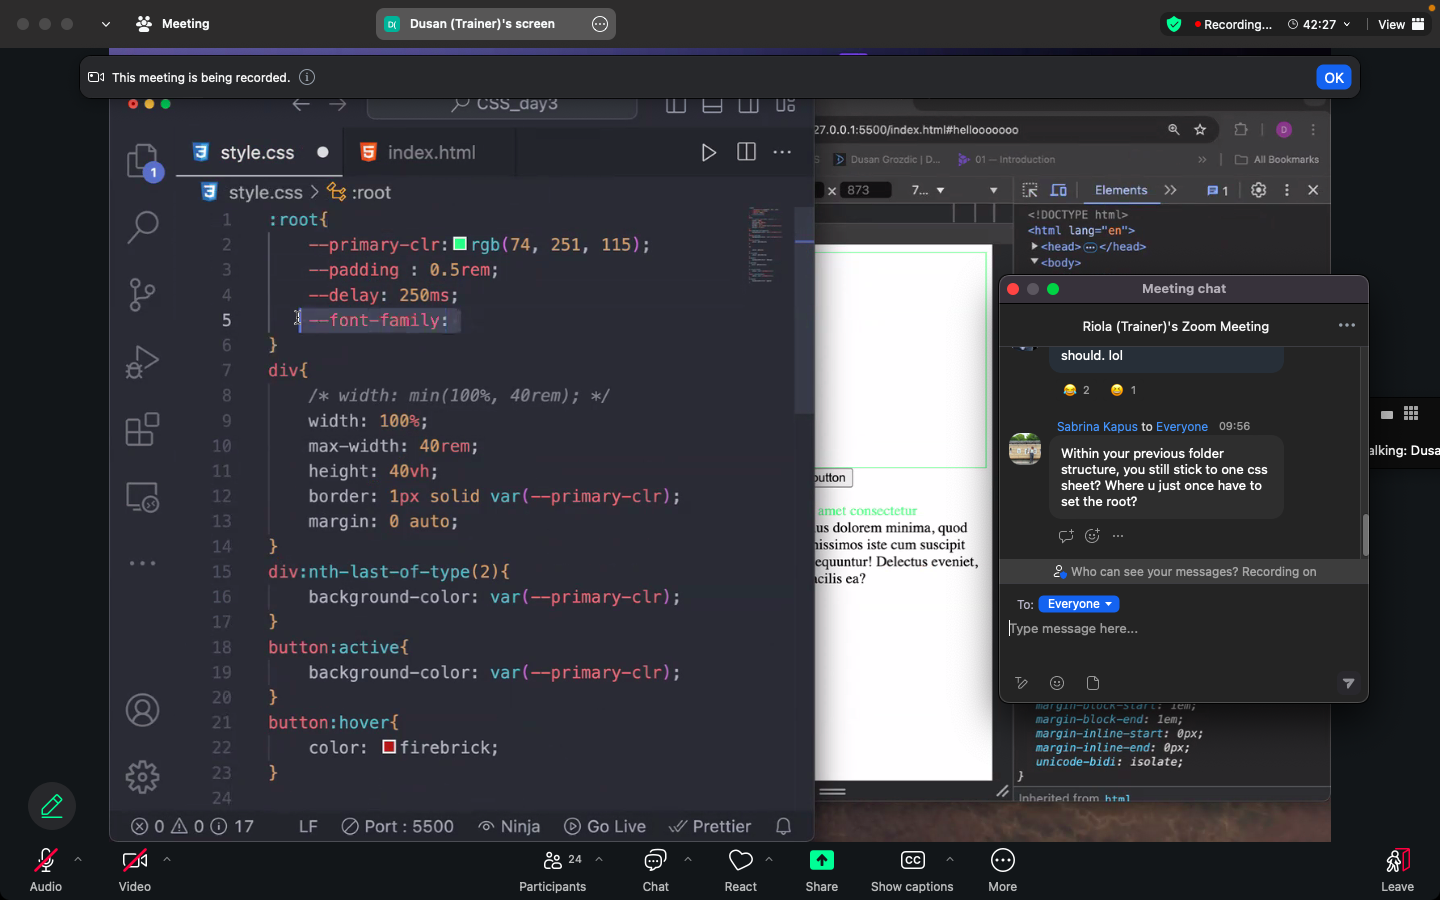 Meeting
D( Dusan (Trainer)'s screen
Recording...
42:27
View
This meeting is being recorded.
OK
CSS_day3
style.css
index.html
1
style.css > :root
1 :root{
2 --primary-clr: rgb(74, 251, 115);
3 --padding : 0.5rem;
4 --delay: 250ms;
5 --font-family:
6 }
7 div{
8 /* width: min(100%, 40rem); */
9 width: 100%;
10 max-width: 40rem;
11 height: 40vh;
12 border: 1px solid var(--primary-clr);
13 margin: 0 auto;
14 }
15 div:nth-last-of-type(2){
16 background-color: var(--primary-clr);
17 }
18 button:active{
19 background-color: var(--primary-clr);
20 }
21 button:hover{
22 color: firebrick;
23 }
24
0 0 17
LF
Port : 5500
Ninja
Go Live
Prettier
27.0.0.1:5500/index.html#hellooooooo
D
S
Dusan Grozdic | D...
01 — Introduction
»
All Bookmarks
x 873
7...
Elements
1
<!DOCTYPE html>
<html lang="en">
<head> </head>
<body>
button
amet consectetur
us dolorem minima, quod
nissimos iste cum suscipit
equuntur! Delectus eveniet,
acilis ea?
Meeting chat
Riola (Trainer)'s Zoom Meeting
should. lol
2
1
Sabrina Kapus to Everyone 09:56
Within your previous folder
structure, you still stick to one css
sheet? Where u just once have to
set the root?
Who can see your messages? Recording on
To: Everyone
Type message here...
alking: Dusa
margin-block-start: 1em;
margin-block-end: 1em;
margin-inline-start: 0px;
margin-inline-end: 0px;
unicode-bidi: isolate;
}
Inherited from html
Audio
Video
24
Participants
Chat
React
Share
CC
Show captions
More
Leave